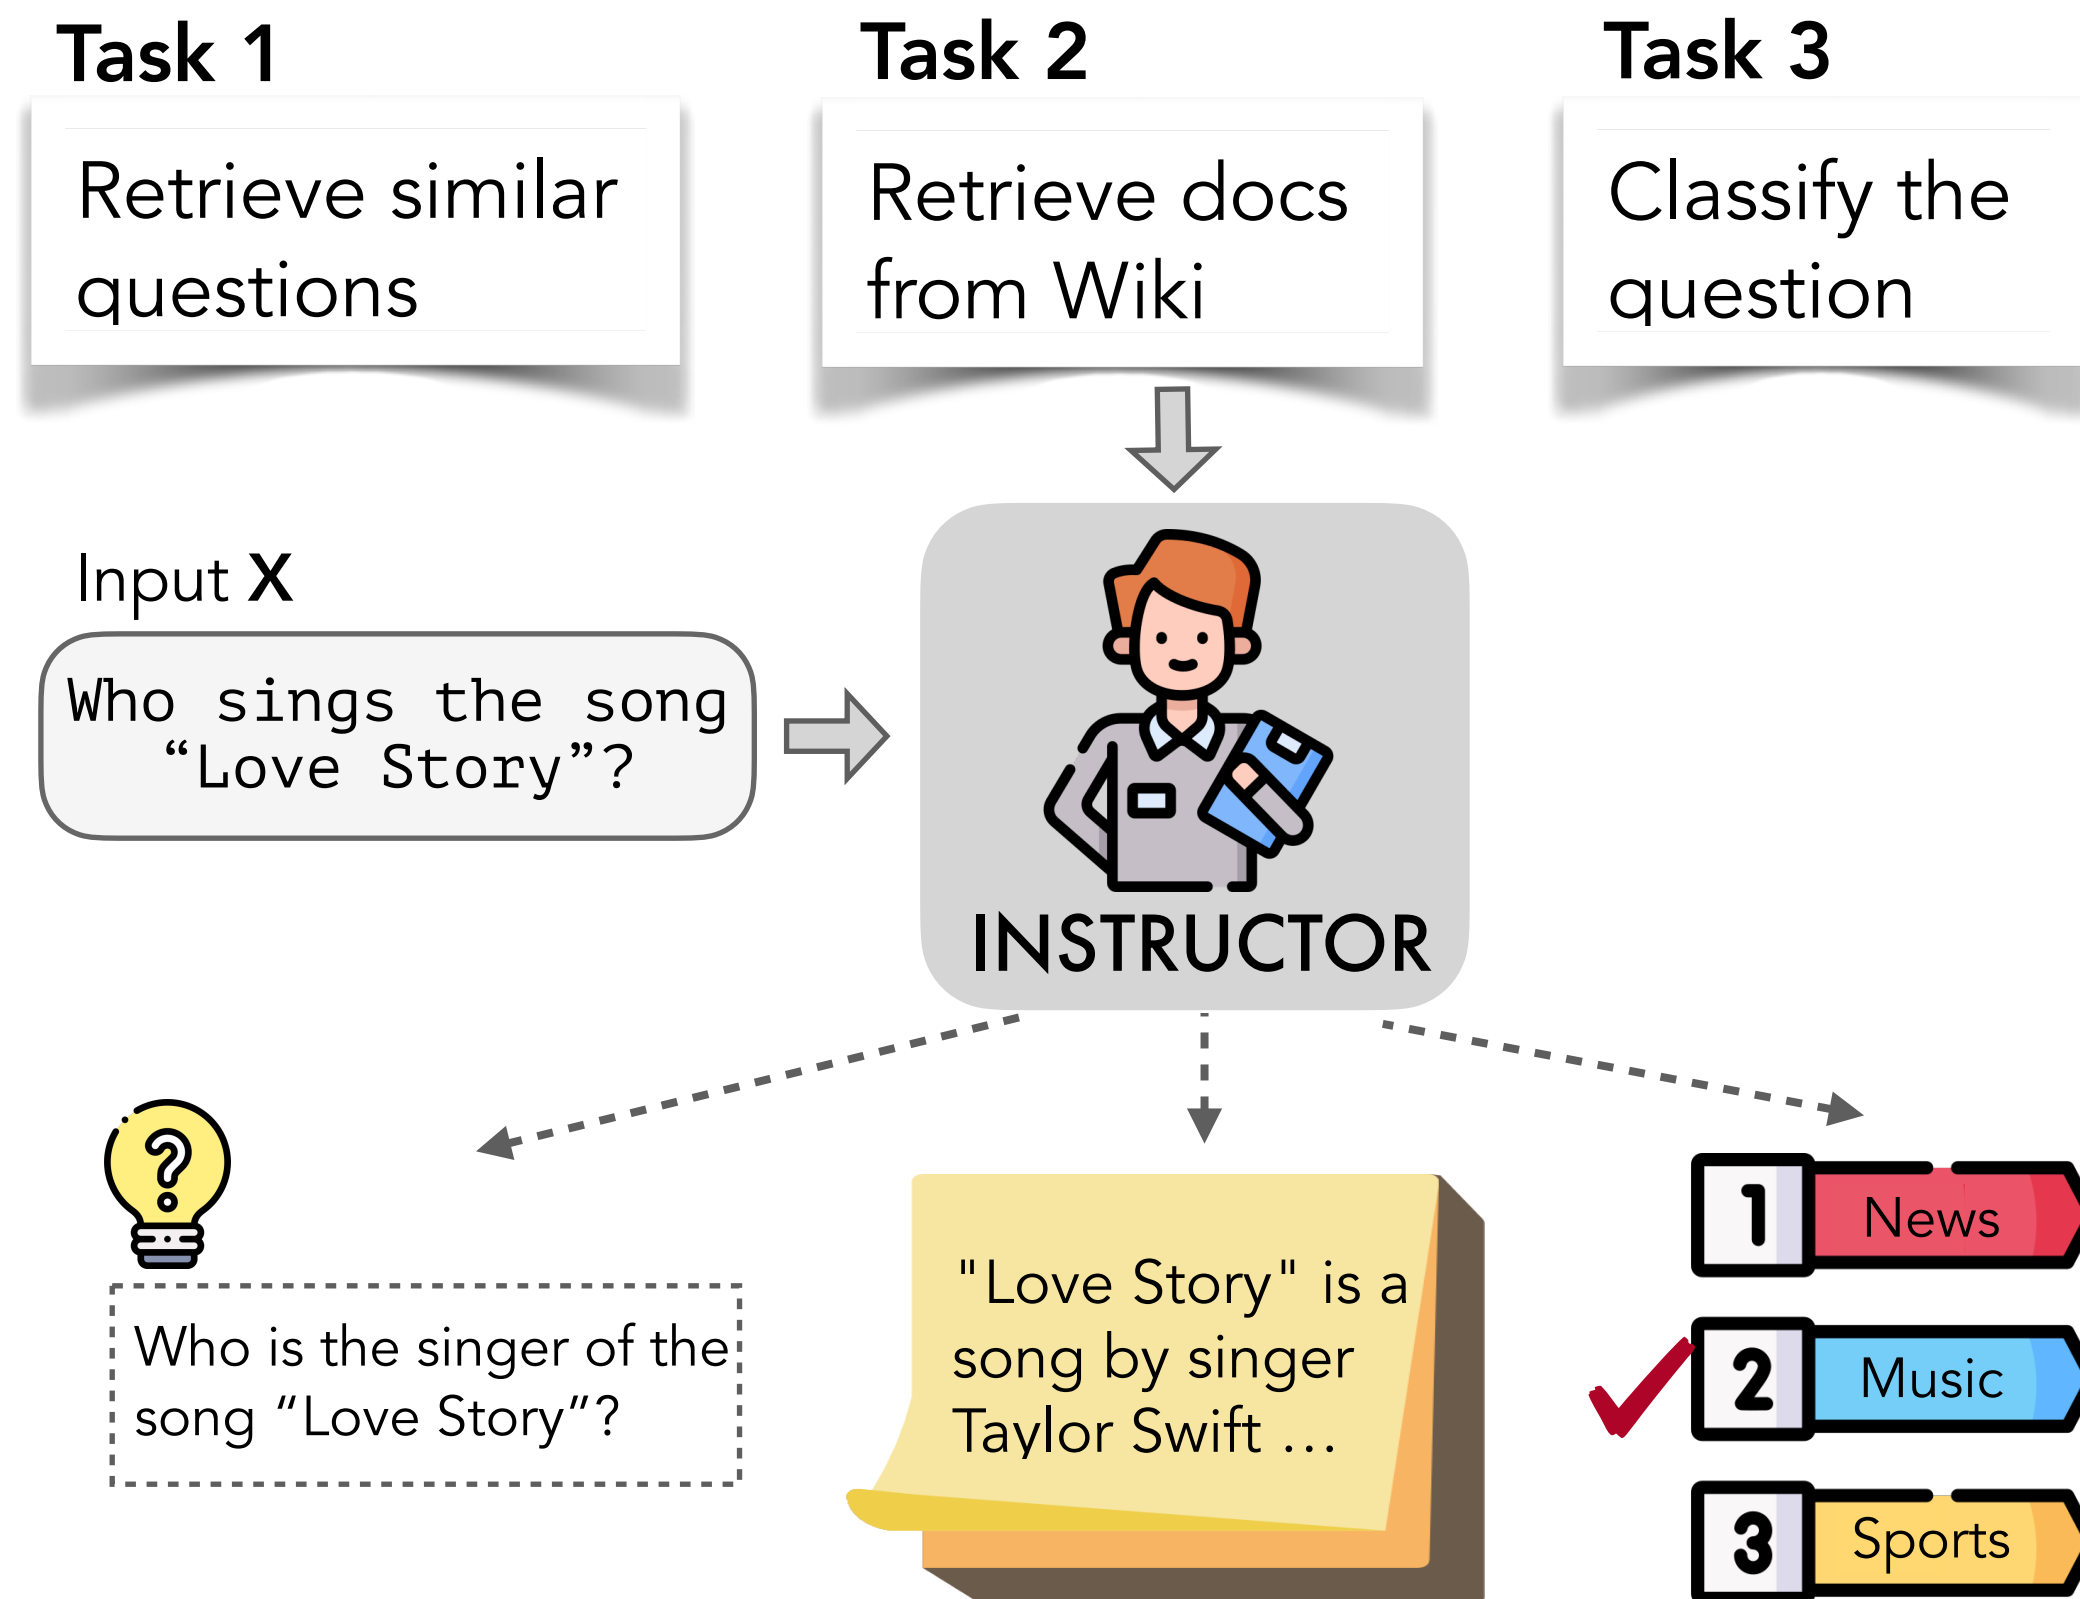 Task 1
Retrieve similar
questions
Task 2
Retrieve docs
from Wiki
Task 3
Classify the
question
Input X
Who sings the song
“Love Story”?
INSTRUCTOR
Who is the singer of the
song “Love Story”?
"Love Story" is a
song by singer
Taylor Swift ...
1 News
2 Music
3 Sports